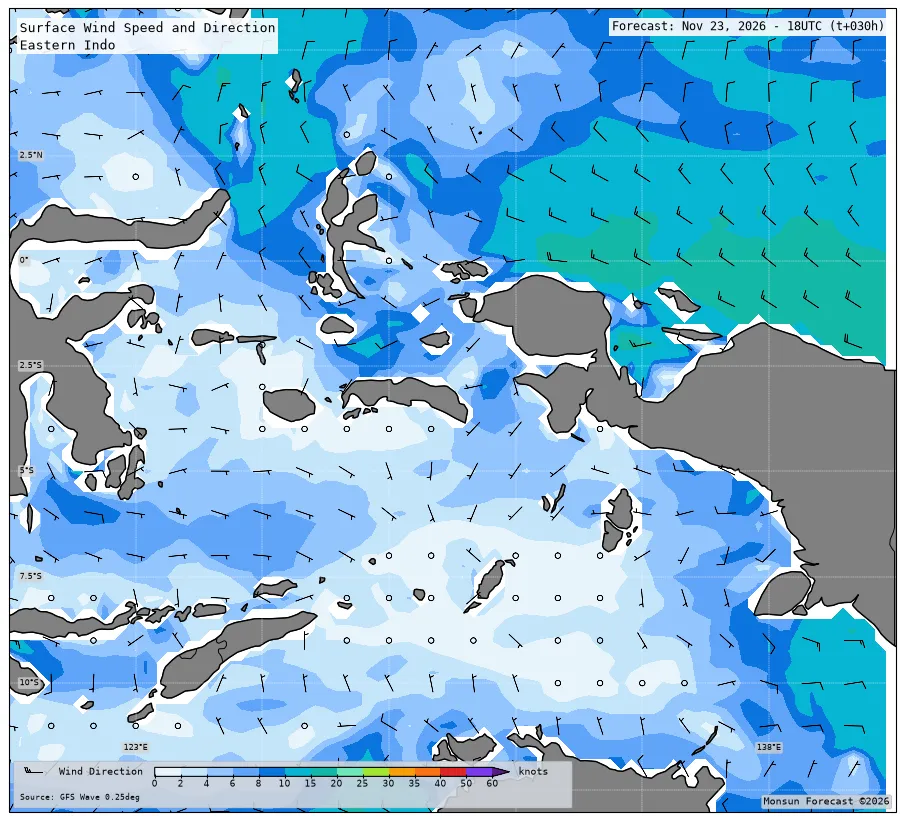 Surface Wind Speed and Direction
Eastern Indo
Forecast: Nov 23, 2026 - 18UTC (t+030h)
2.5°N
0°
2.5°S
5°S
7.5°S
10°S
123°E
138°E
Wind Direction
knots
0 2 4 6 8 10 15 20 25 30 35 40 50 60
Source: GFS Wave 0.25deg
Monsun Forecast ©2026